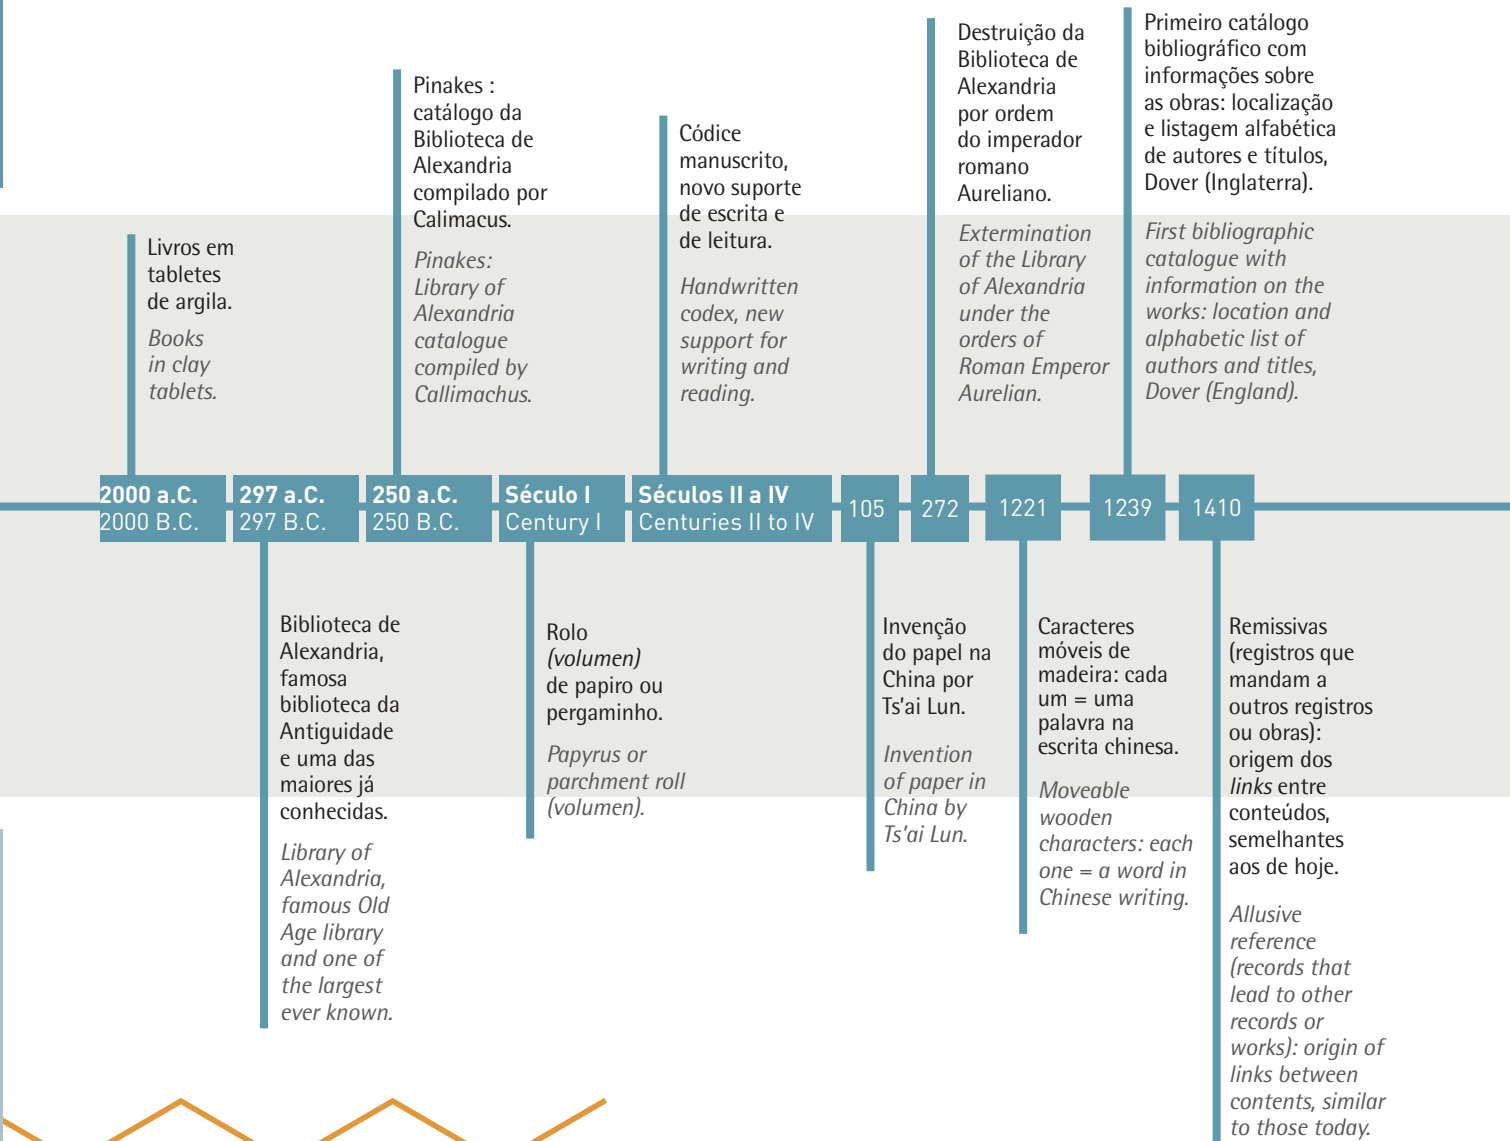 Livros em
tabletes
de argila.
Books
in clay
tablets.
Pinakes :
catálogo da
Biblioteca de
Alexandria
compilado por
Calimacus.
Pinakes:
Library of
Alexandria
catalogue
compiled by
Callimachus.
Códice
manuscrito,
novo suporte
de escrita e
de leitura.
Handwritten
codex, new
support for
writing and
reading.
Destruição da
Biblioteca de
Alexandria
por ordem
do imperador
romano
Aureliano.
Extermination
of the Library
of Alexandria
under the
orders of
Roman Emperor
Aurelian.
Primeiro catálogo
bibliográfico com
informações sobre
as obras: localização
e listagem alfabética
de autores e títulos,
Dover (Inglaterra).
First bibliographic
catalogue with
information on the
works: location and
alphabetic list of
authors and titles,
Dover (England).
2000 a.C.
2000 B.C.
297 a.C.
297 B.C.
250 a.C.
250 B.C.
Século I
Century I
Séculos II a IV
Centuries II to IV
105
272
1221
1239
1410
Biblioteca de
Alexandria,
famosa
biblioteca da
Antiguidade
e uma das
maiores já
conhecidas.
Library of
Alexandria,
famous Old
Age library
and one of
the largest
ever known.
Rolo
(volumen)
de papiro ou
pergaminho.
Papyrus or
parchment roll
(volumen).
Invenção
do papel na
China por
Ts'ai Lun.
Invention
of paper in
China by
Ts'ai Lun.
Caracteres
móveis de
madeira: cada
um = uma
palavra na
escrita chinesa.
Moveable
wooden
characters: each
one = a word in
Chinese writing.
Remissivas
(registros que
mandam a
outros registros
ou obras):
origem dos
links entre
conteúdos,
semelhantes
aos de hoje.
Allusive
reference
(records that
lead to other
records or
works): origin of
links between
contents, similar
to those today.